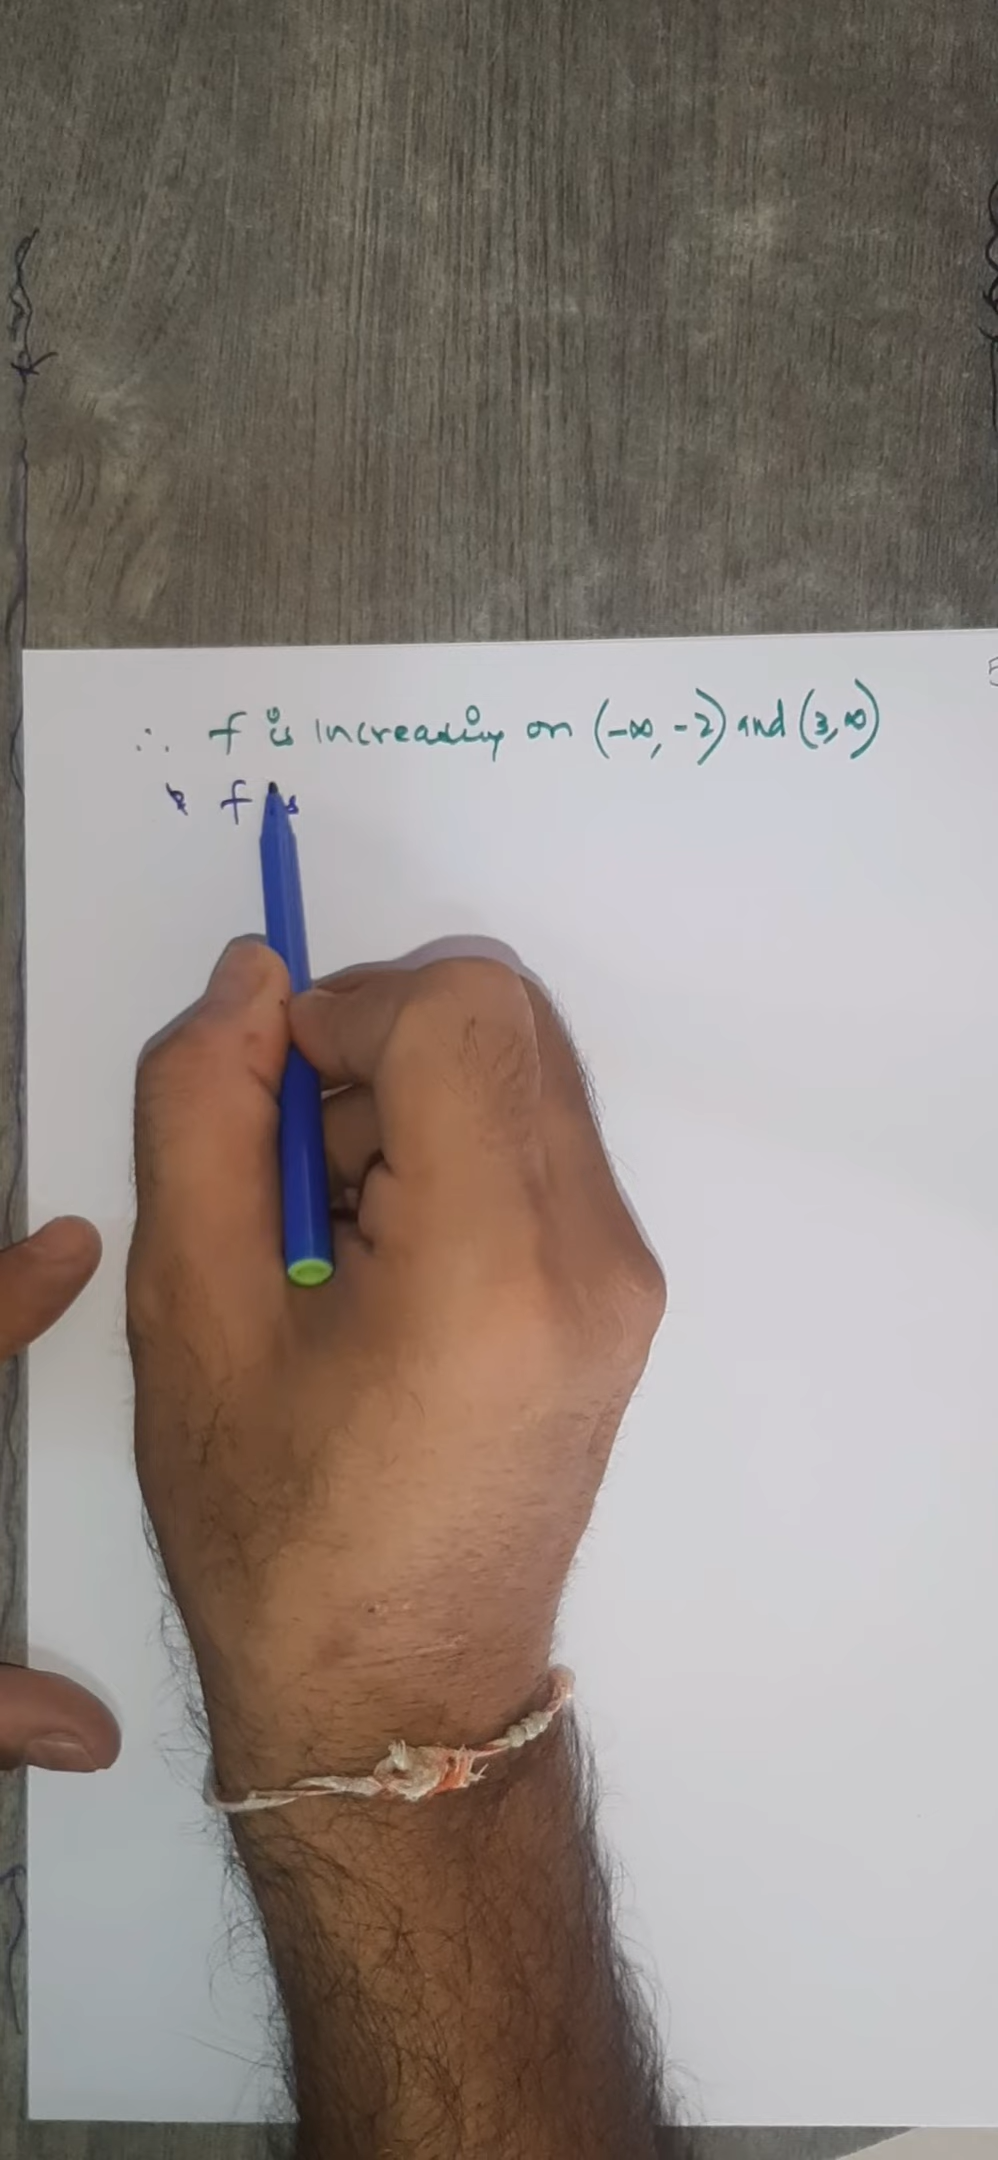 ∴ f is increasing on (-∞, -2) and (3, ∞)
& f is